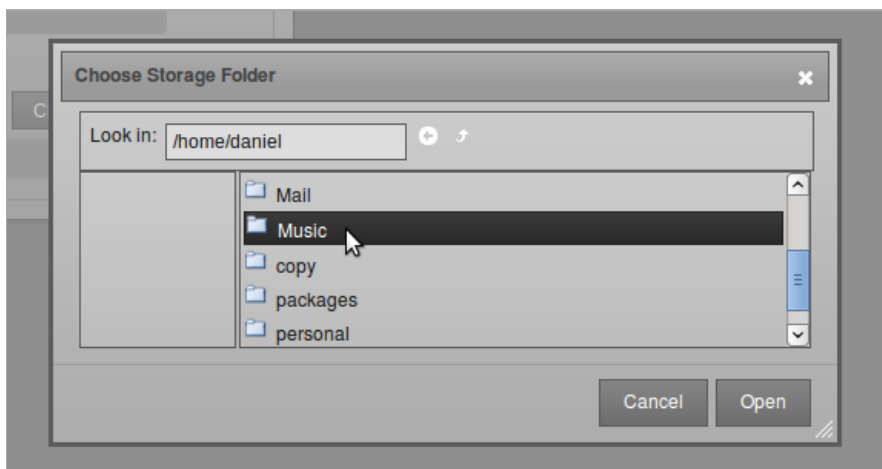 Choose Storage Folder
C
Look in: /home/daniel
Mail
Music
copy
packages
personal
Cancel Open